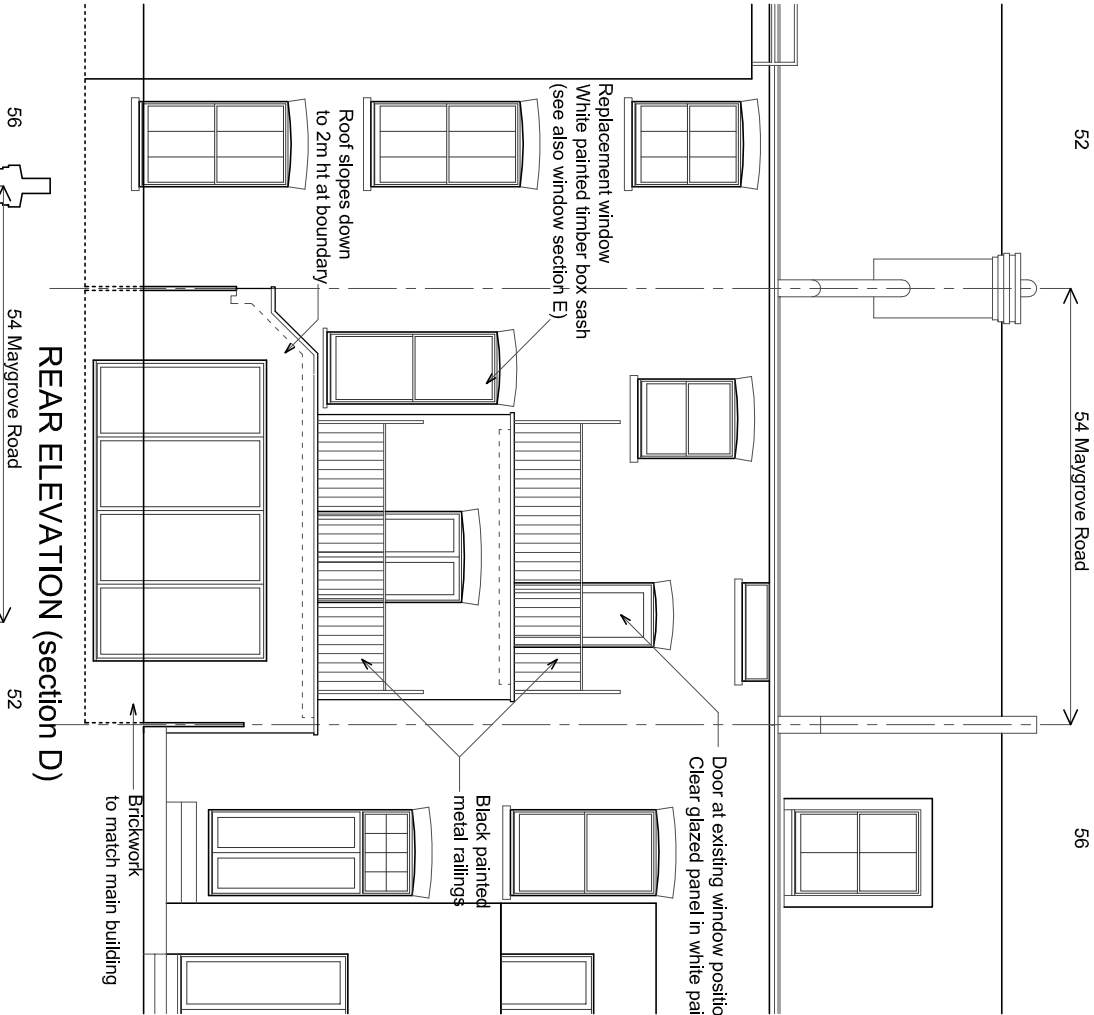 52
54 Maygrove Road
56
Replacement window
White painted timber box sash
(see also window section E)
Door at existing window positio
Clear glazed panel in white pai
Roof slopes down
to 2m ht at boundary
Black painted
metal railings
Brickwork
to match main building
REAR ELEVATION (section D)
56
54 Maygrove Road
52